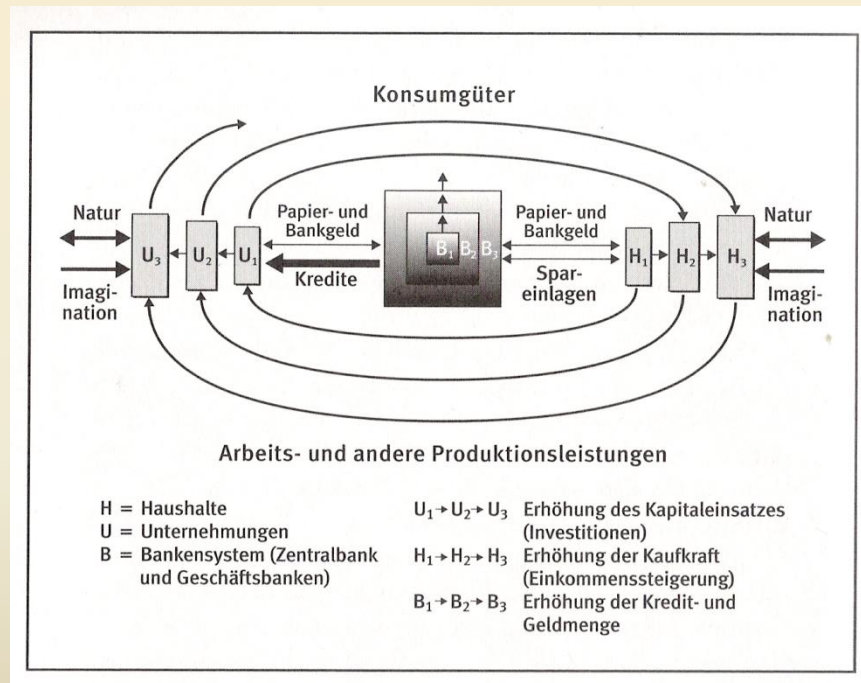 Konsumgüter
Natur
Imagi-
nation
U₃
U₂
U₁
Papier- und
Bankgeld
Kredite
B₁ B₂ B₃
Papier- und
Bankgeld
Spar-
einlagen
H₁
H₂
H₃
Natur
Imagi-
nation
Arbeits- und andere Produktionsleistungen
H = Haushalte
U = Unternehmungen
B = Bankensystem (Zentralbank
und Geschäftsbanken)
U₁→U₂→U₃ Erhöhung des Kapitaleinsatzes
(Investitionen)
H₁→H₂→H₃ Erhöhung der Kaufkraft
(Einkommenssteigerung)
B₁→B₂→B₃ Erhöhung der Kredit- und
Geldmenge